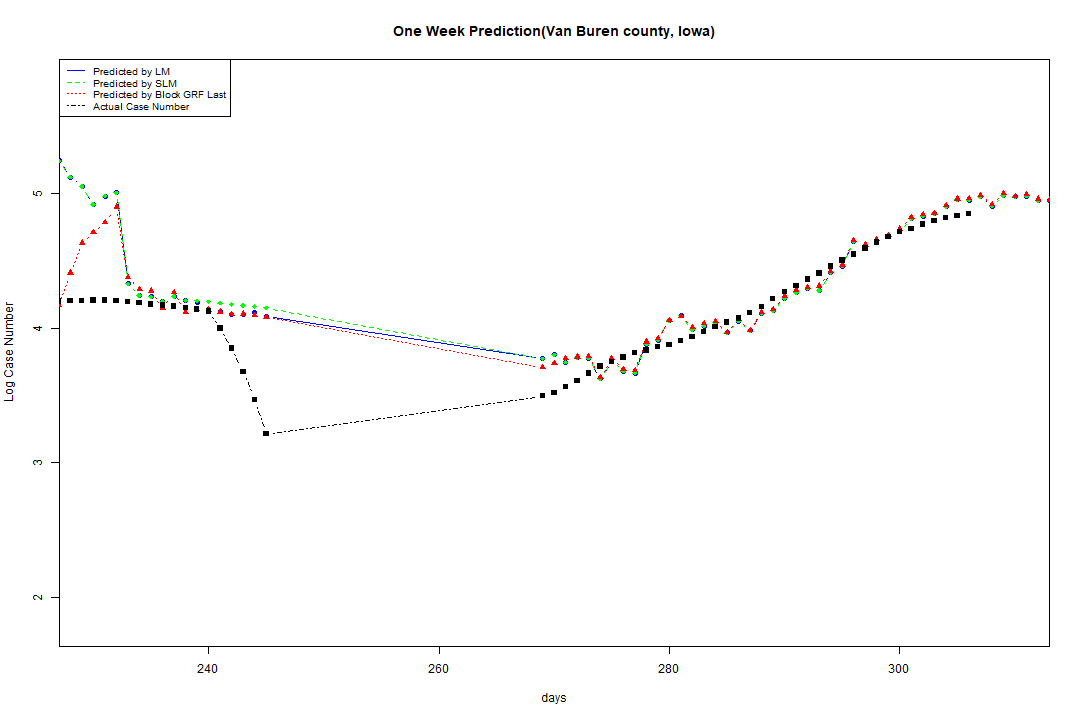 One Week Prediction(Van Buren county, Iowa)
Predicted by LM
Predicted by SLM
Predicted by Block GRF Last
Actual Case Number
Log Case Number
5
4
3
2
240 260 280 300
days